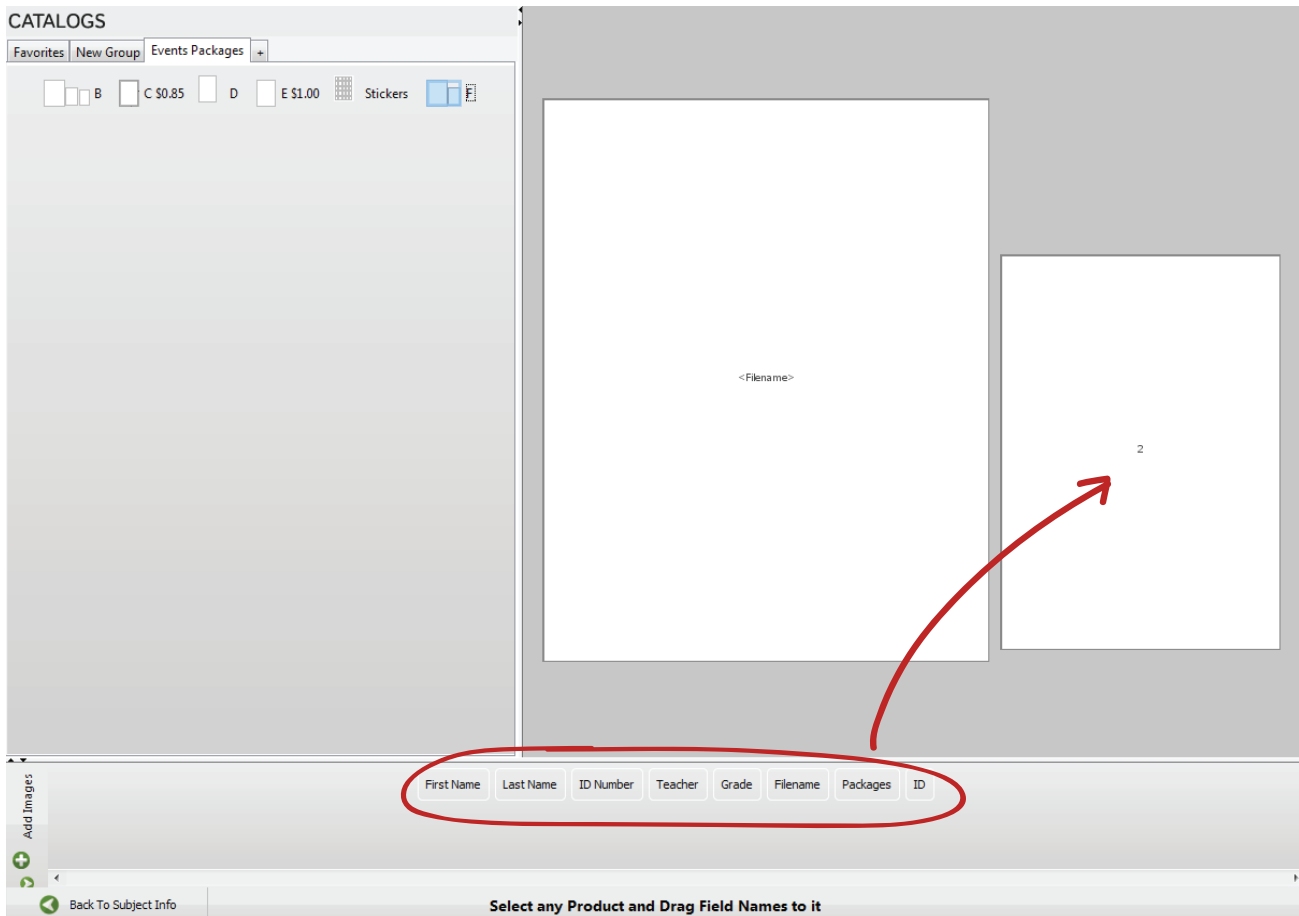 CATALOGS
Favorites New Group Events Packages +
B C $0.85 D E $1.00 Stickers F
<Filename>
2
First Name Last Name ID Number Teacher Grade Filename Packages ID
Add Images
Back To Subject Info
Select any Product and Drag Field Names to it